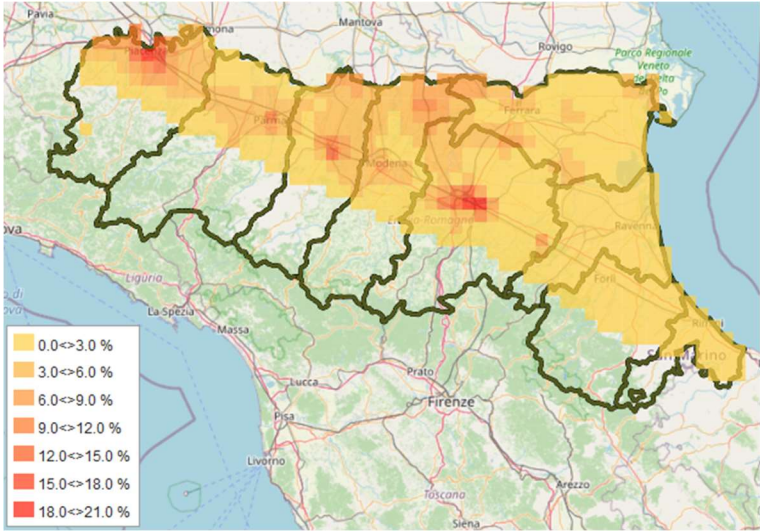 Pavia
Mantova
Rovigo
Parco Regionale
Veneto
Ferrara
Parma
Modena
Ravenna
Forlì
Rimini
San Marino
Liguria
La-Spezia
Massa
Prato
Lucca
Firenze
Pisa
Livorno
Arezzo
Toscana
Siena
0.0<>3.0 %
3.0<>6.0 %
6.0<>9.0 %
9.0<>12.0 %
12.0<>15.0 %
15.0<>18.0 %
18.0<>21.0 %